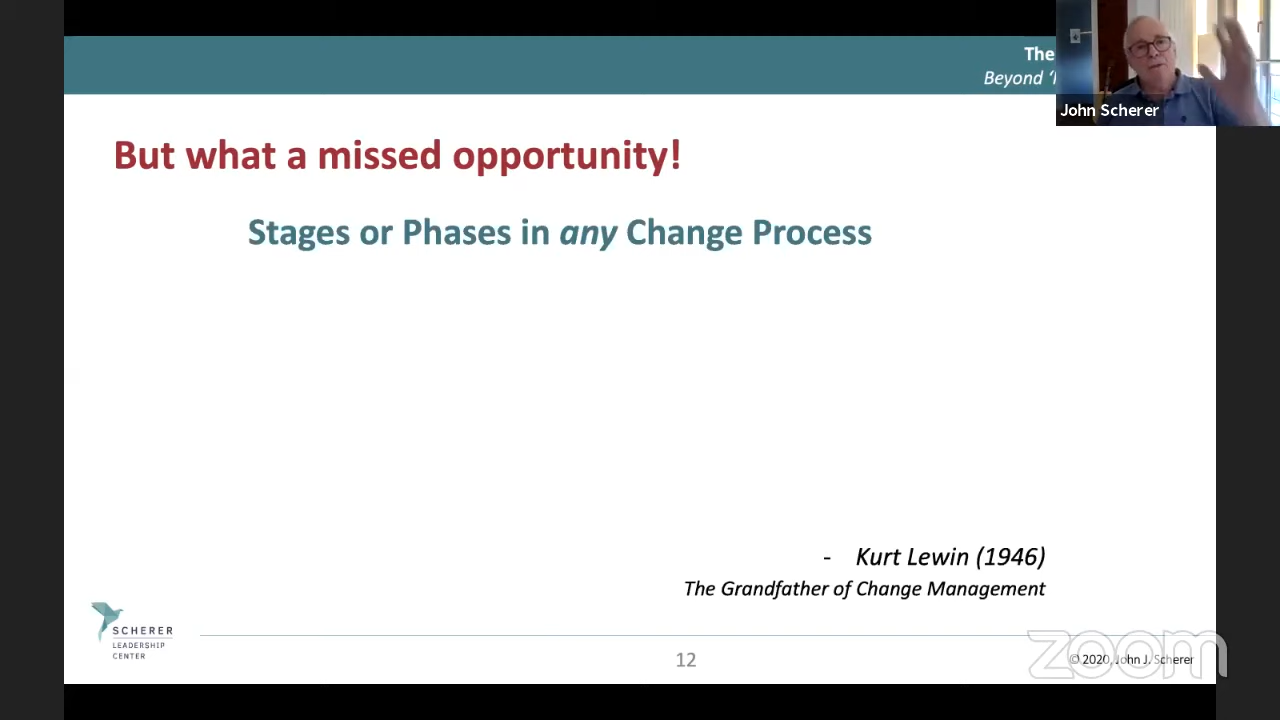 The
Beyond ‘
John Scherer
But what a missed opportunity!
Stages or Phases in any Change Process
- Kurt Lewin (1946)
The Grandfather of Change Management
SCHERER
LEADERSHIP
CENTER
12
© 2020, John J. Scherer
zoom